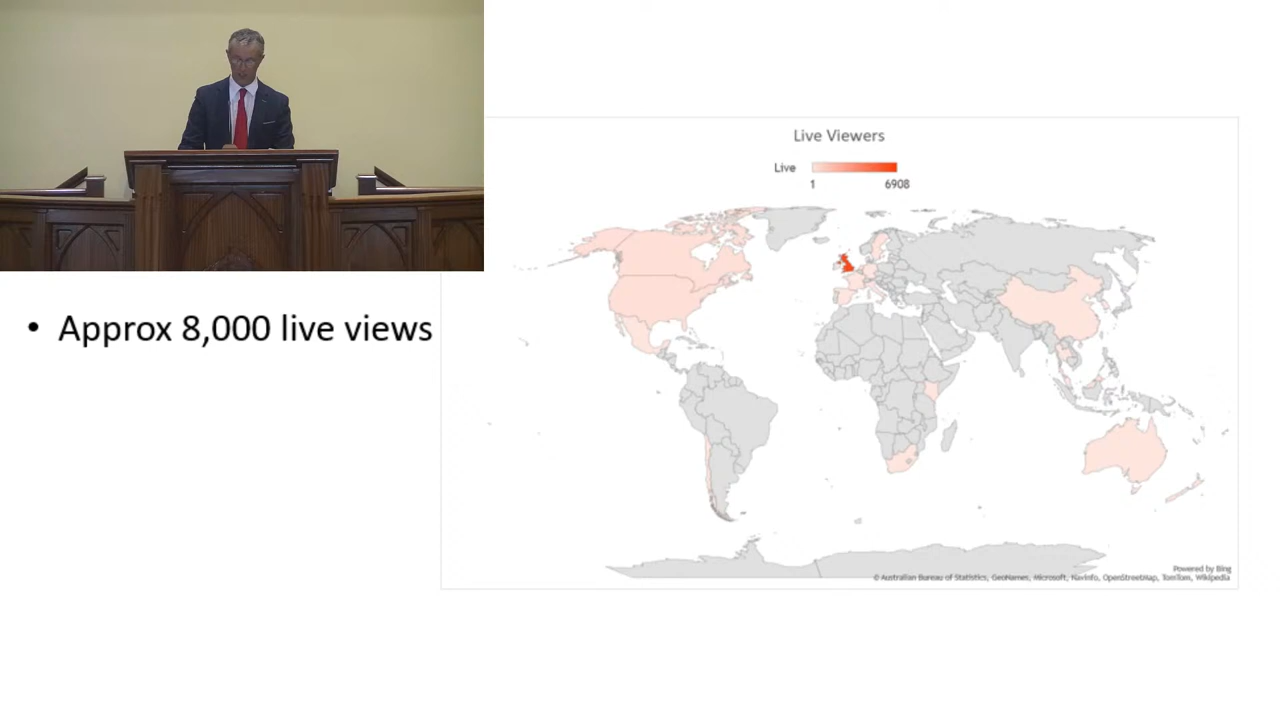 Live Viewers
Live
1 6908
• Approx 8,000 live views
Powered by Bing
© Australian Bureau of Statistics, GeoNames, Microsoft, Navinfo, OpenStreetMap, TomTom, Wikipedia